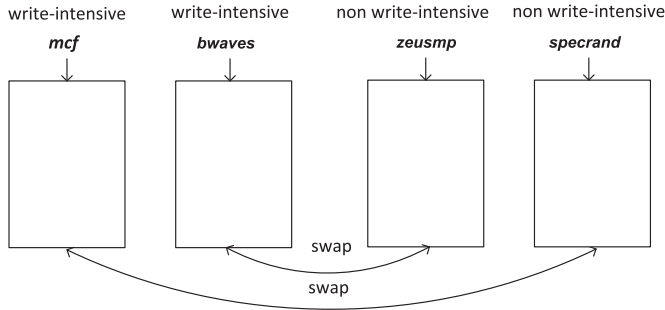 write-intensive write-intensive non write-intensive non write-intensive
mcf bwaves zeusmp specrand
swap
swap